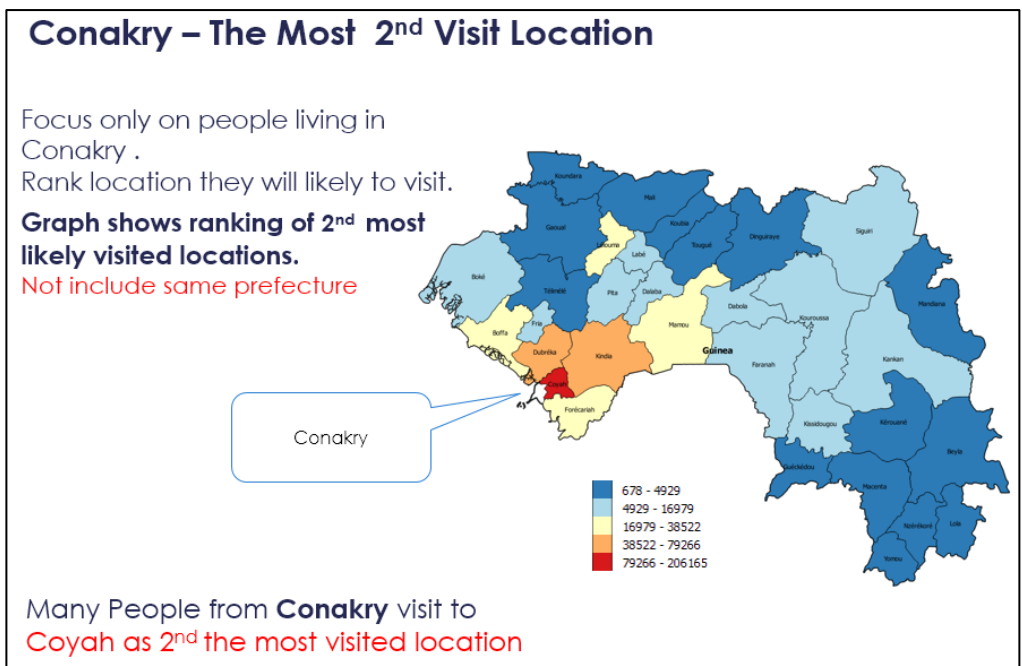 Conakry – The Most 2nd Visit Location
Focus only on people living in
Conakry .
Rank location they will likely to visit.
Graph shows ranking of 2nd most
likely visited locations.
Not include same prefecture
Koundara
Mali
Koubia
Gaoual
Tougué
Dinguiraye
Siguiri
Lélouma
Labé
Boké
Télimélé
Pita
Dalaba
Mandiana
Dabola
Kouroussa
Fria
Boffa
Mamou
Dubréka
Kindia
Guinea
Kankan
Faranah
Coyah
Forécariah
Kissidougou
Kérouané
Conakry
Beyla
Guéckédou
Macenta
Nzérékoré
Lola
Yomou
678 - 4929
4929 - 16979
16979 - 38522
38522 - 79266
79266 - 206165
Many People from Conakry visit to
Coyah as 2nd the most visited location